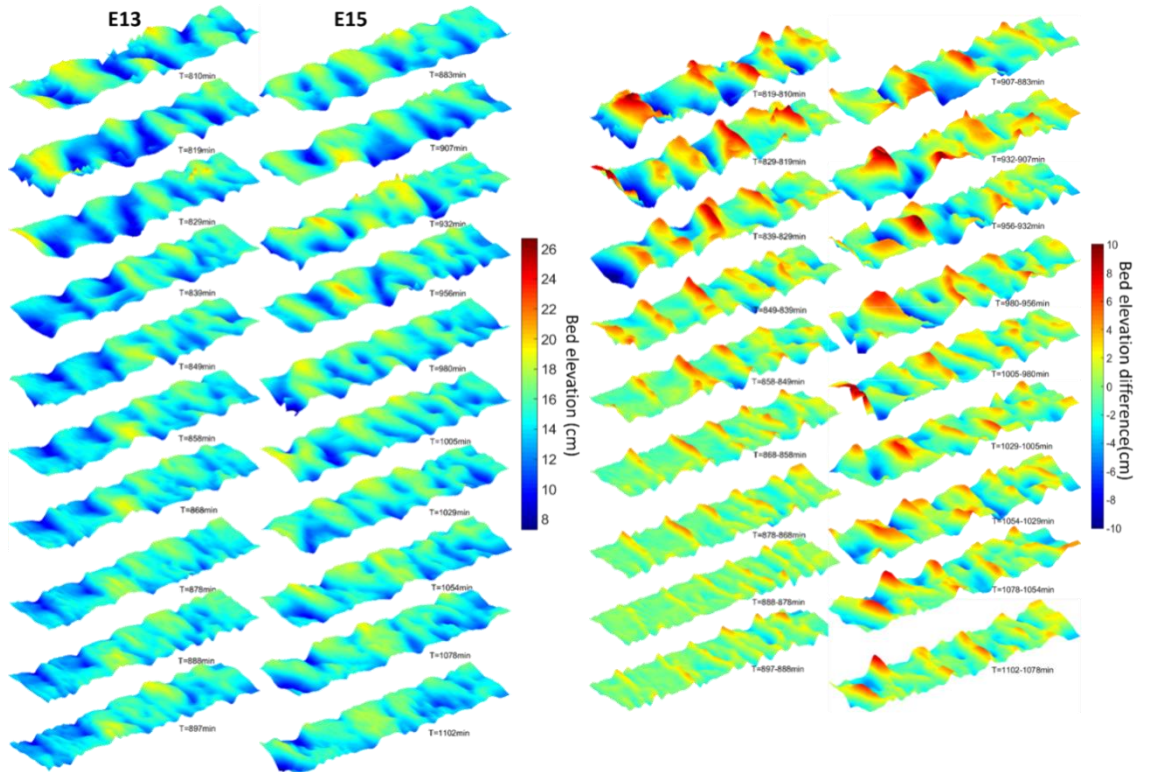 E13
E15
T=810min
T=819min
T=829min
T=839min
T=849min
T=858min
T=868min
T=878min
T=888min
T=897min
T=883min
T=907min
T=932min
T=956min
T=980min
T=1005min
T=1029min
T=1054min
T=1078min
T=1102min
26
24
22
20
18
16
14
12
10
8
Bed elevation (cm)
T=819-810min
T=829-819min
T=839-829min
T=849-839min
T=858-849min
T=868-858min
T=878-868min
T=888-878min
T=897-888min
T=907-883min
T=932-907min
T=956-932min
T=980-956min
T=1005-980min
T=1029-1005min
T=1054-1029min
T=1078-1054min
T=1102-1078min
10
8
6
4
2
0
-2
-4
-6
-8
-10
Bed elevation difference(cm)